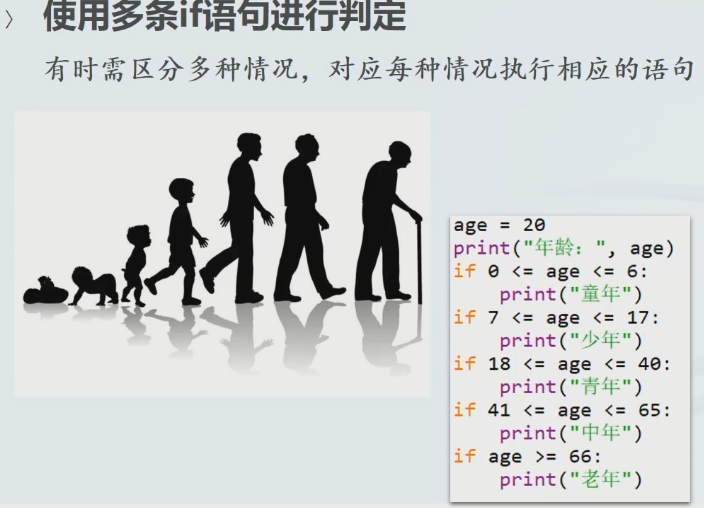 使用多条if语句进行判定
有时需区分多种情况，对应每种情况执行相应的语句
age = 20
print("年龄：", age)
if 0 <= age <= 6:
    print("童年")
if 7 <= age <= 17:
    print("少年")
if 18 <= age <= 40:
    print("青年")
if 41 <= age <= 65:
    print("中年")
if age >= 66:
    print("老年")